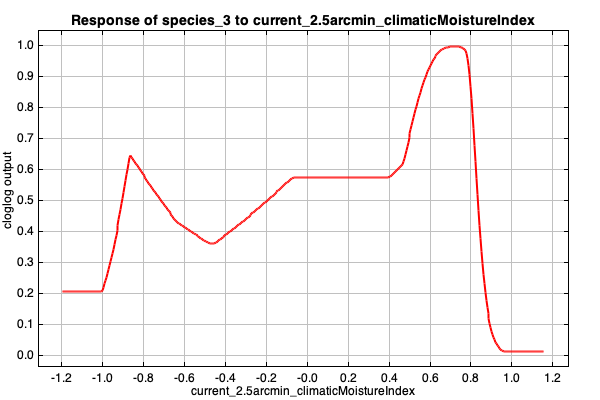 Response of species_3 to current_2.5arcmin_climaticMoistureIndex
1.0
0.9
0.8
0.7
0.6
0.5
0.4
0.3
0.2
0.1
0.0
cloglog output
-1.2 -1.0 -0.8 -0.6 -0.4 -0.2 -0.0 0.2 0.4 0.6 0.8 1.0 1.2
current_2.5arcmin_climaticMoistureIndex